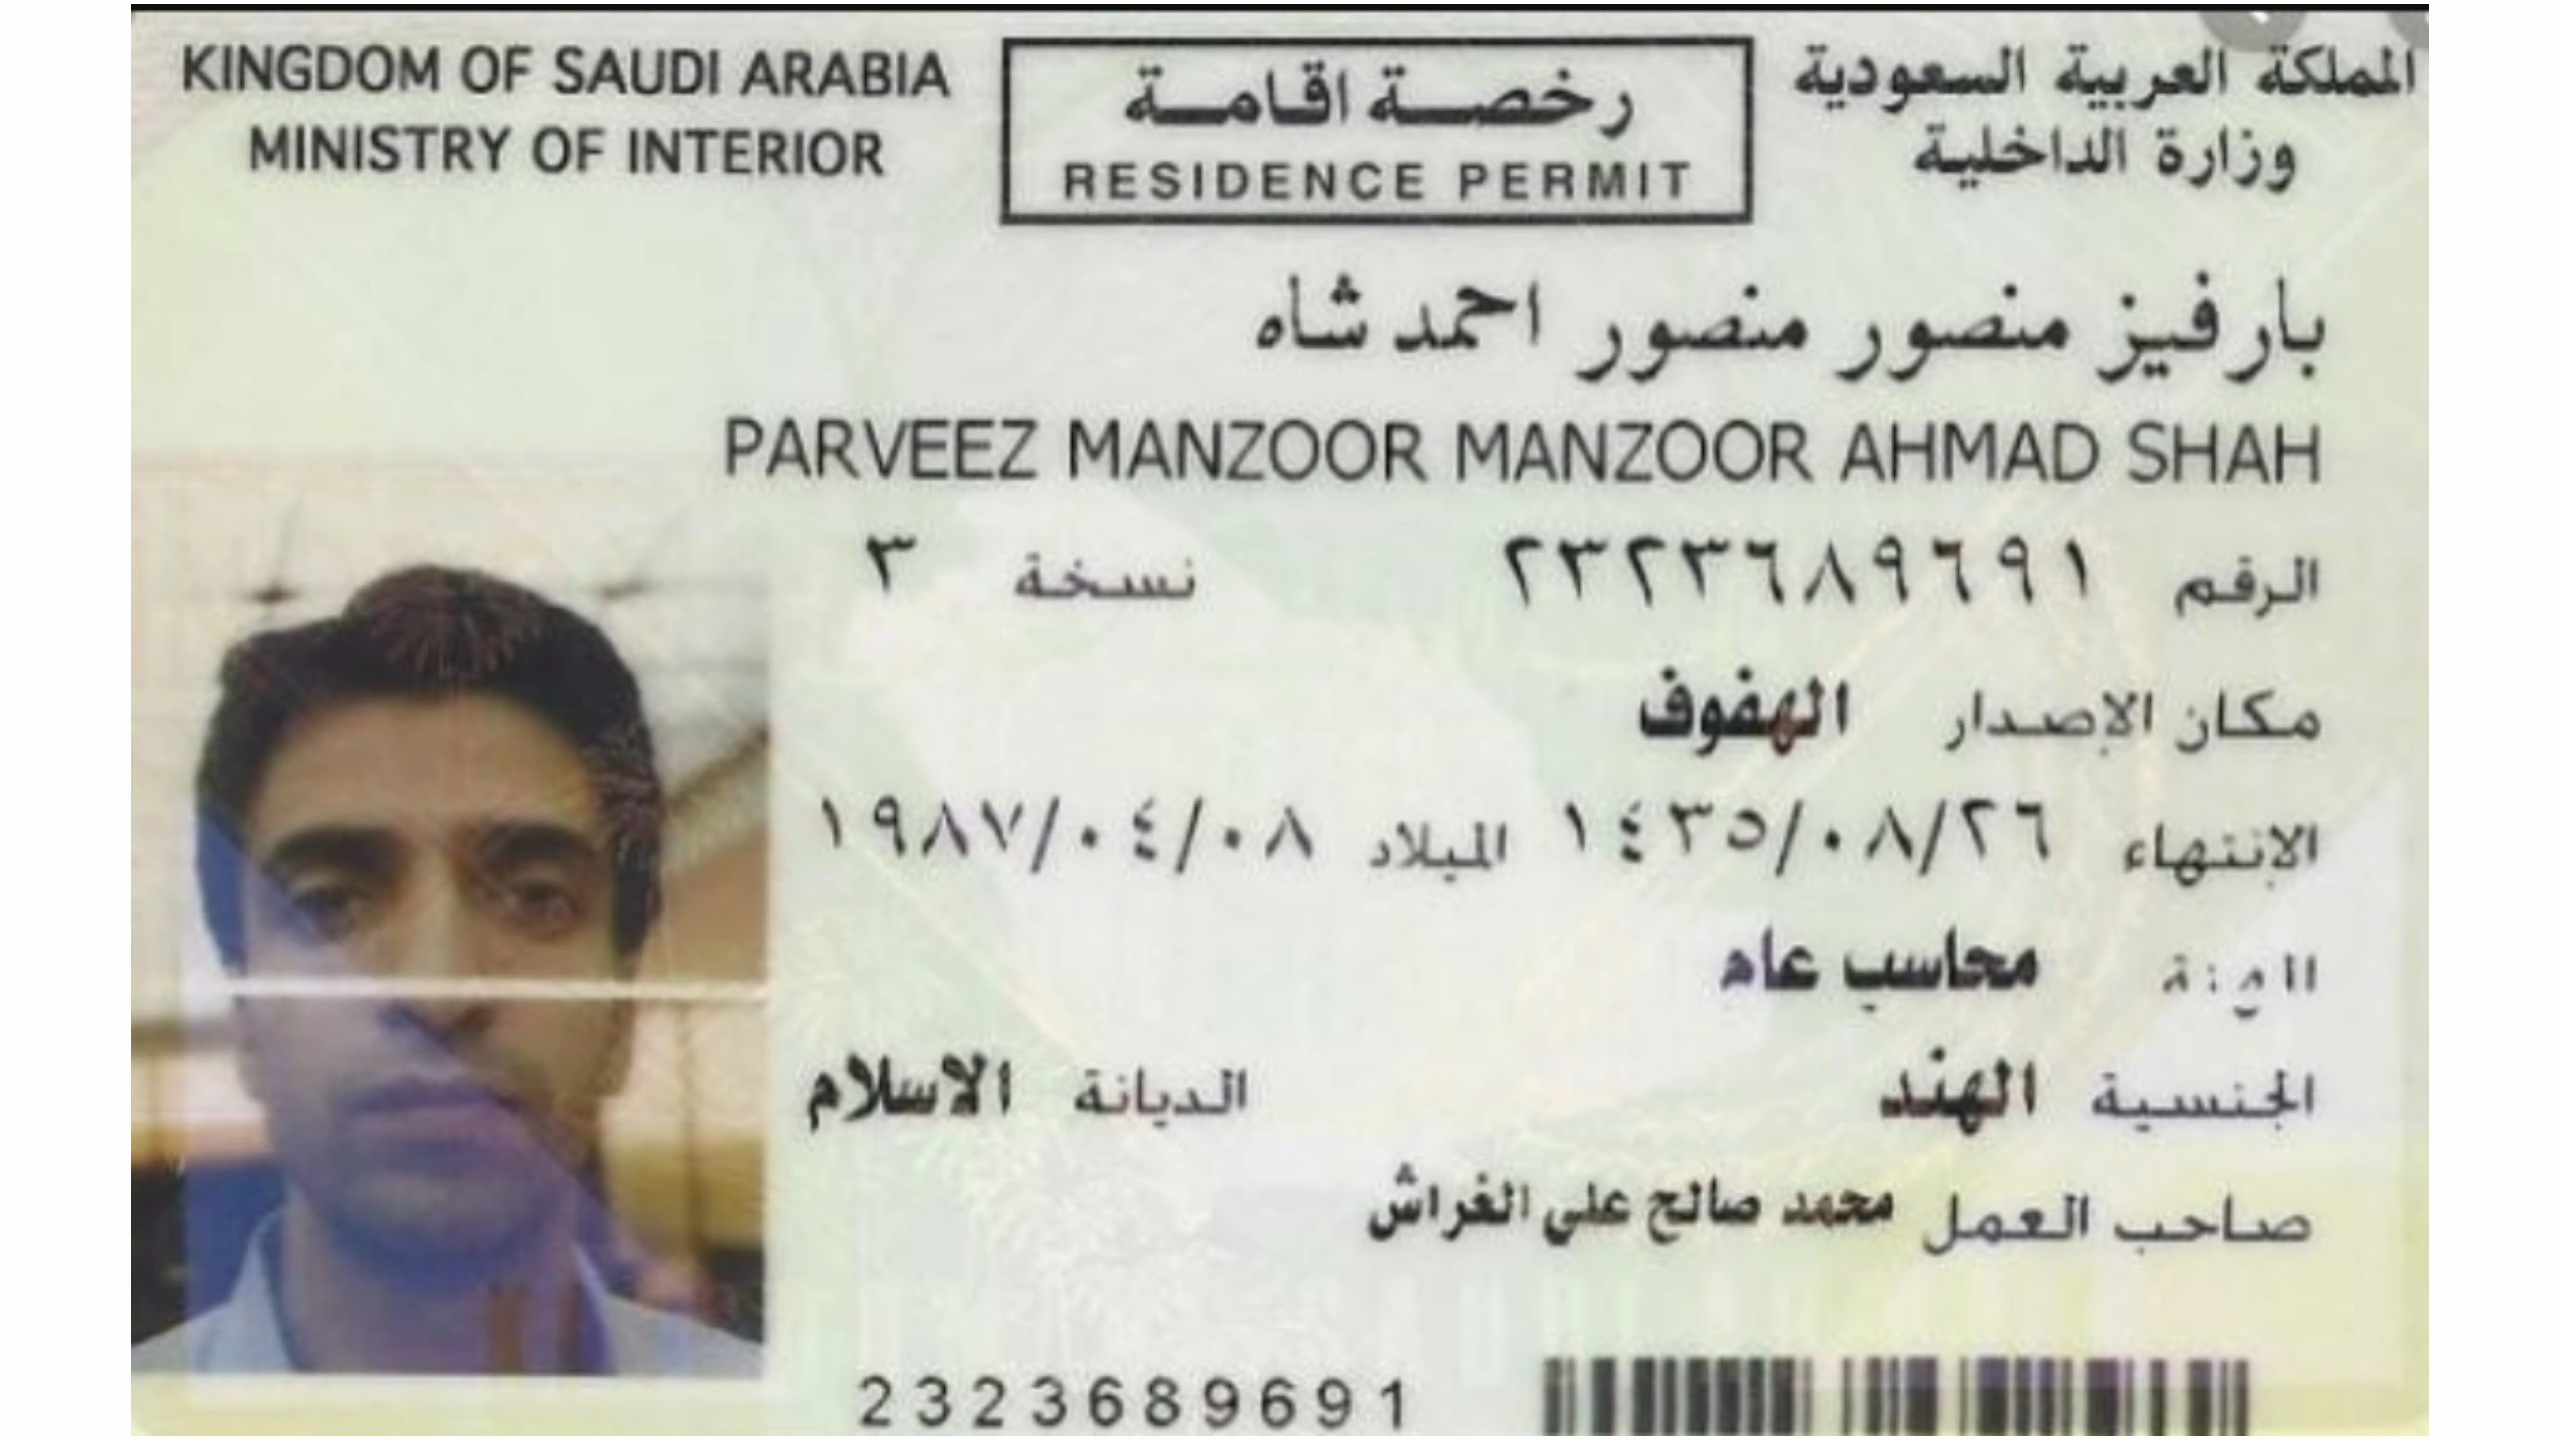 KINGDOM OF SAUDI ARABIA
MINISTRY OF INTERIOR
رخصة اقامة
RESIDENCE PERMIT
المملكة العربية السعودية
وزارة الداخلية
بارفيز منصور منصور احمد شاه
PARVEEZ MANZOOR MANZOOR AHMAD SHAH
الرقم ٢٣٢٣٦٨٩٦٩١ نسخة ٣
مكان الإصدار الهفوف
الإنتهاء ١٤٣٥/٠٨/٢٦ الميلاد ١٩٨٧/٠٤/٠٨
المهنة محاسب عام
الجنسية الهند الديانة الاسلام
صاحب العمل محمد صالح علي الغراش
2323689691